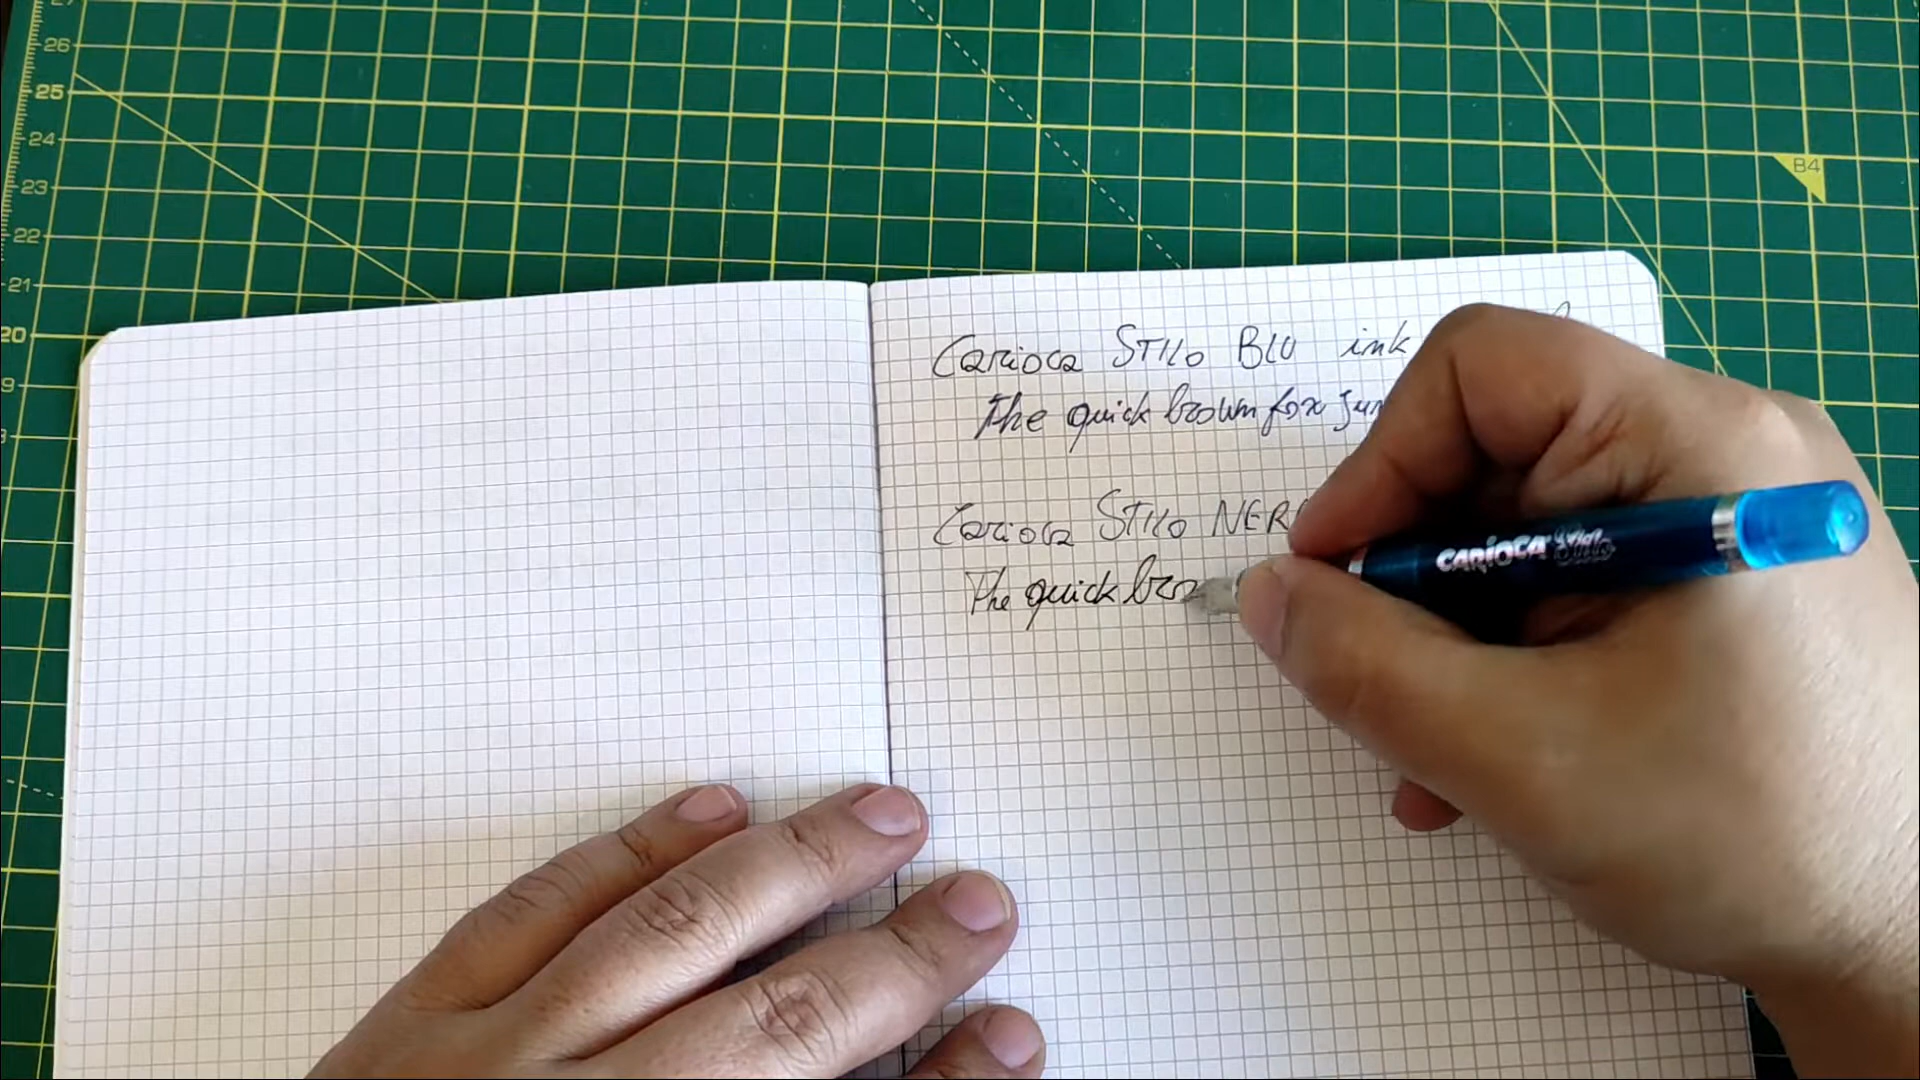 26
25
24
23
22
21
20
B4
Carioca STILO BLU ink
The quick brown fox
Carioca STILO
The quick
CARIOCA